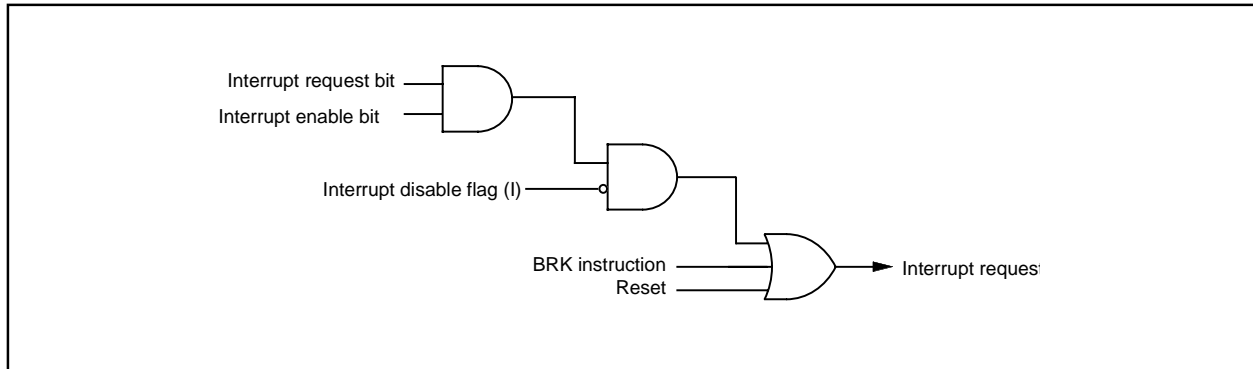 Interrupt request bit
Interrupt enable bit
Interrupt disable flag (I)
BRK instruction
Reset
Interrupt request